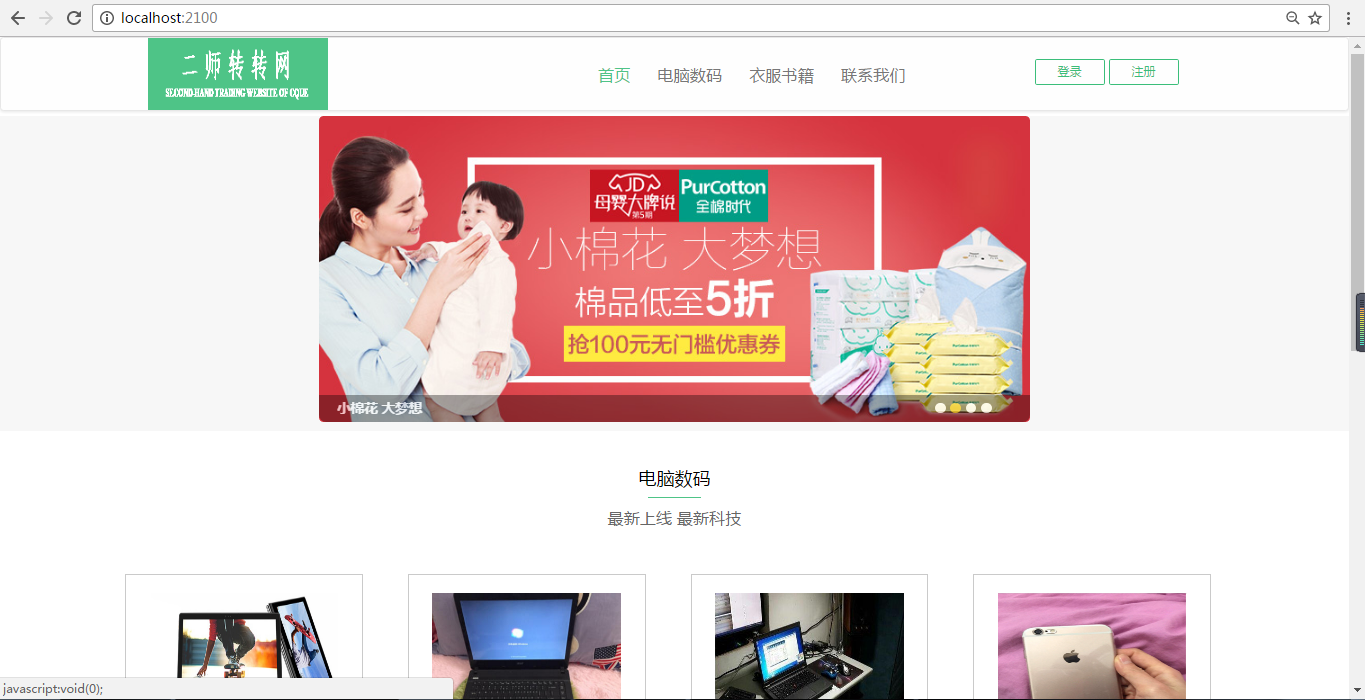 localhost:2100
二师转转网
SECOND-HAND TRADING WEBSITE OF CQUE
首页 电脑数码 衣服书籍 联系我们
登录 注册
JD
母婴大牌说
第5期
PurCotton
全棉时代
小棉花 大梦想
棉品低至5折
抢100元无门槛优惠券
小棉花 大梦想
电脑数码
最新上线 最新科技
javascript:void(0);